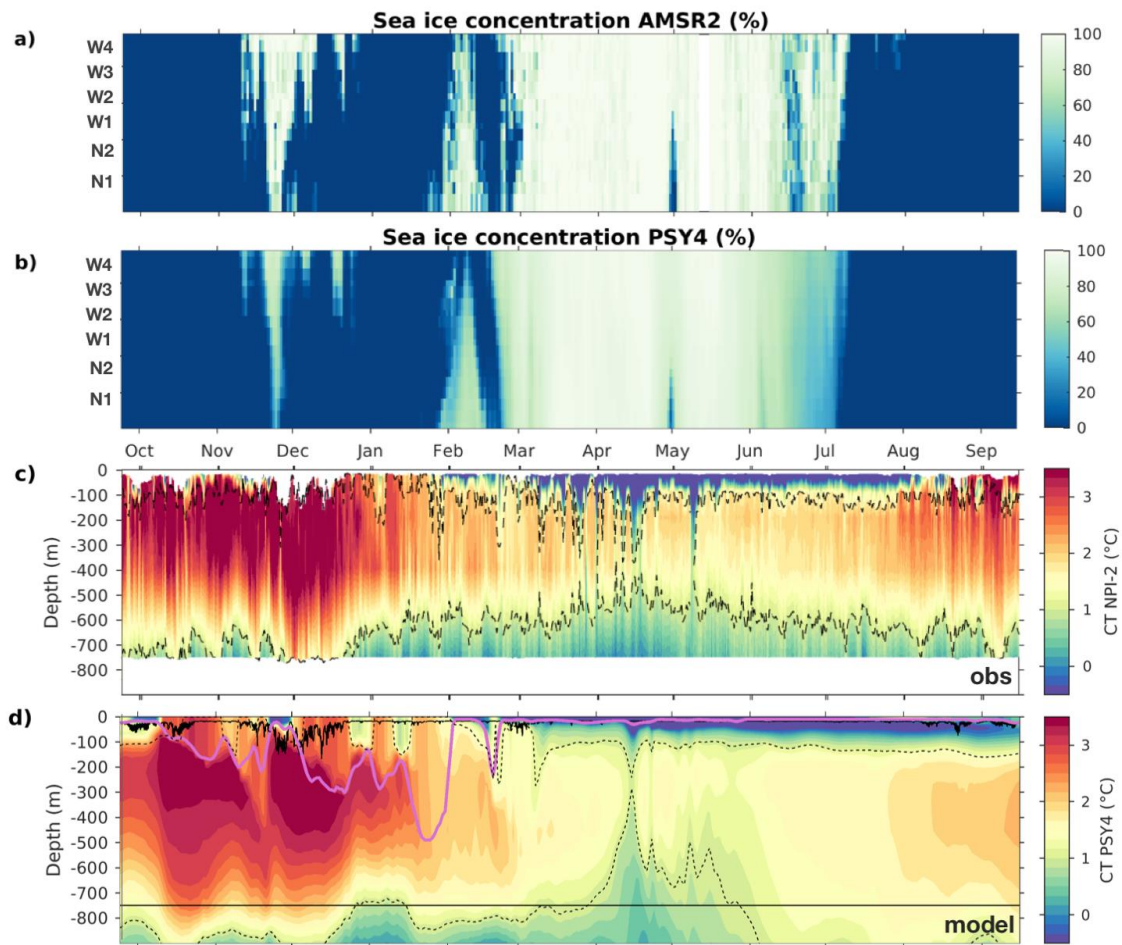 Sea ice concentration AMSR2 (%)
a)
W4
W3
W2
W1
N2
N1
100
80
60
40
20
0
Sea ice concentration PSY4 (%)
b)
W4
W3
W2
W1
N2
N1
100
80
60
40
20
0
Oct Nov Dec Jan Feb Mar Apr May Jun Jul Aug Sep
c)
Depth (m)
0
-100
-200
-300
-400
-500
-600
-700
-800
obs
3
2
1
0
CT NPI-2 (°C)
d)
Depth (m)
0
-100
-200
-300
-400
-500
-600
-700
-800
model
3
2
1
0
CT PSY4 (°C)